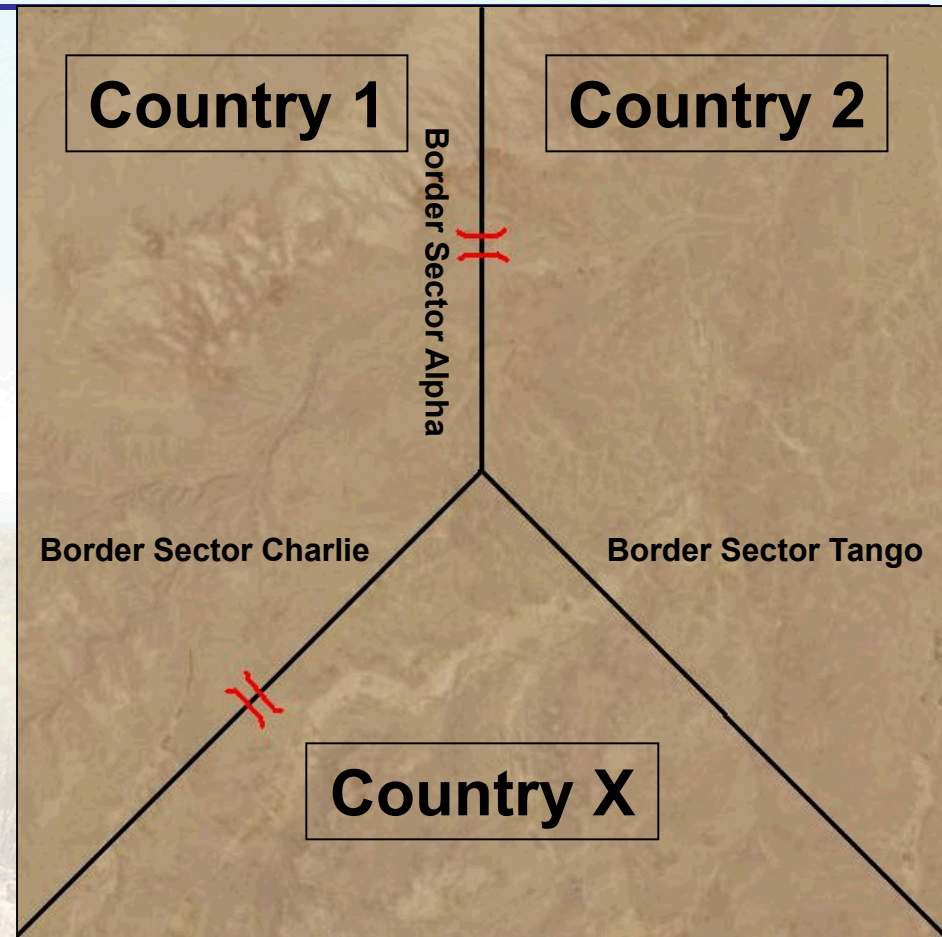 Country 1
Country 2
Border Sector Alpha
Border Sector Charlie
Border Sector Tango
Country X